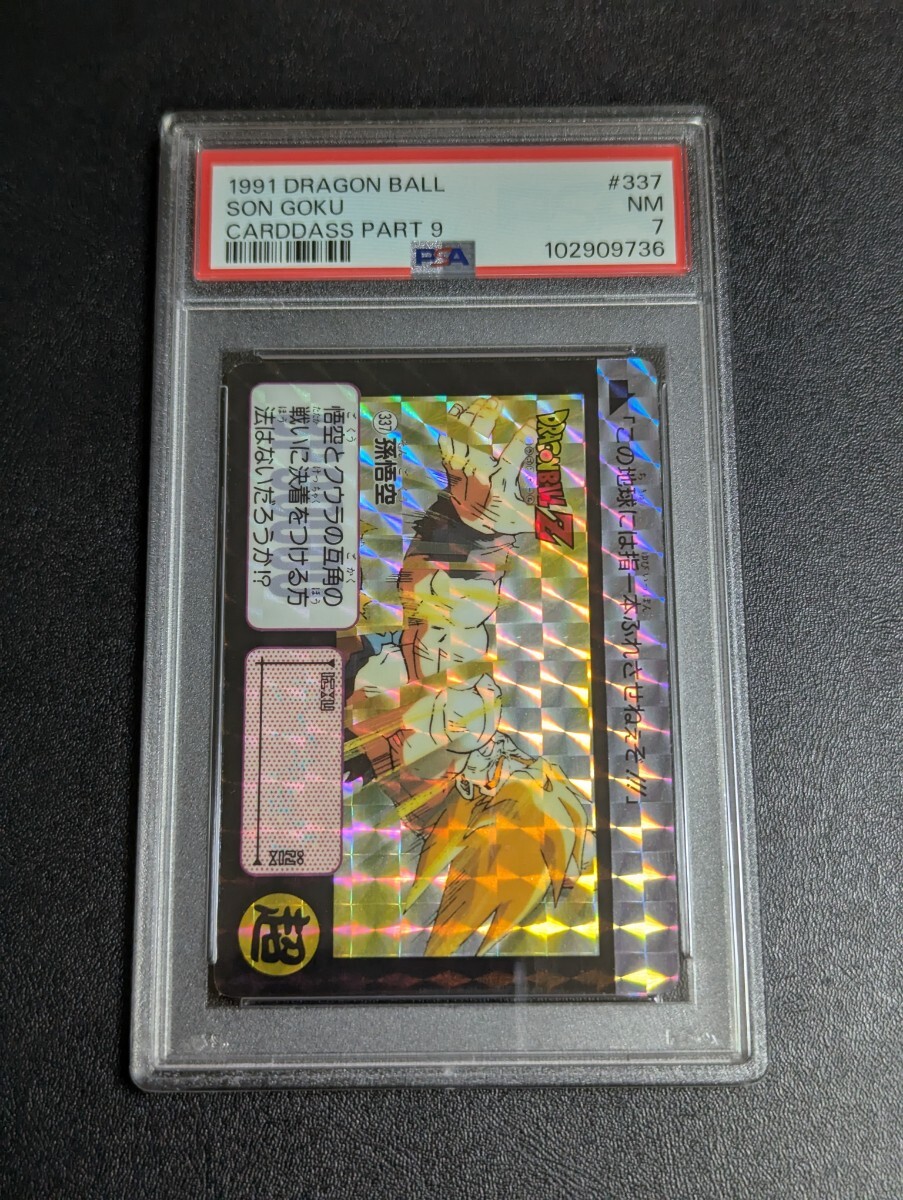 1991 DRAGON BALL
#337
SON GOKU
NM
CARDDASS PART 9
7
PSA
102909736
「この地球には指一本ふれさせねぇぞ!!!」
DRAGON BALL Z
337 孫悟空
悟空とクウラの互角の
戦いに決着をつける方
法はないだろうか!?
超